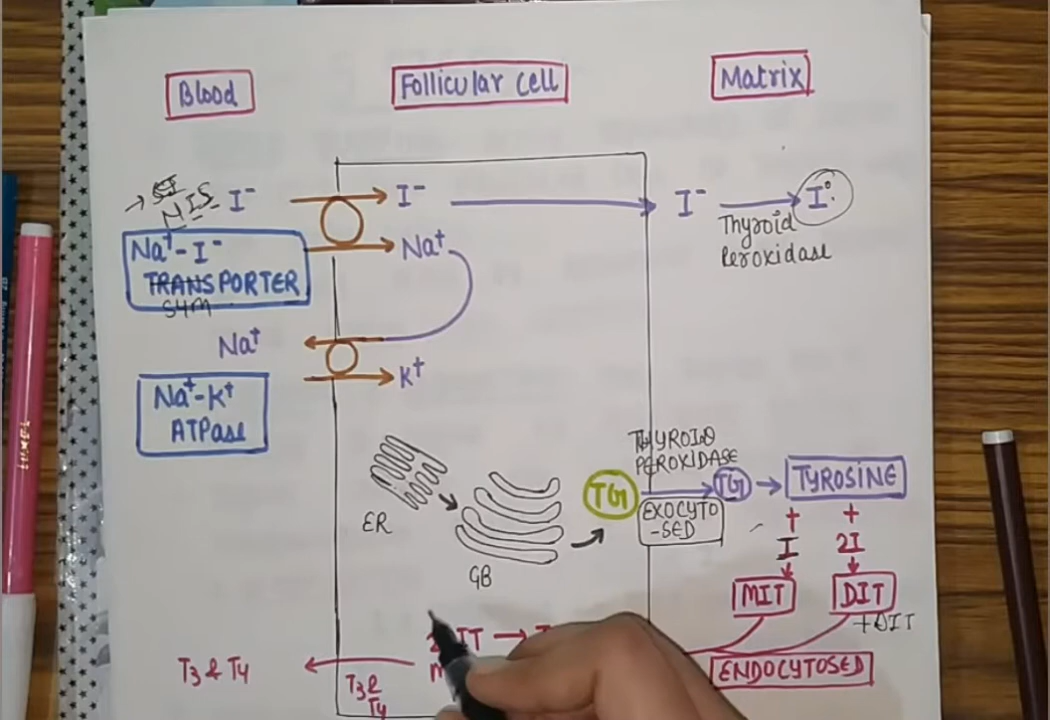 Blood
Follicular Cell
Matrix
NIS
I⁻
I⁻
I⁻
I°
Thyroid
Peroxidase
Na⁺-I⁻
TRANSPORTER
SYM
Na⁺
Na⁺
K⁺
Na⁺-K⁺
ATPase
ER
GB
TG
THYROID
PEROXIDASE
EXOCYTO
-SED
TG
TYROSINE
+
I
+
2I
MIT
DIT
+DIT
ENDOCYTOSED
T3 & T4
T3&
T4